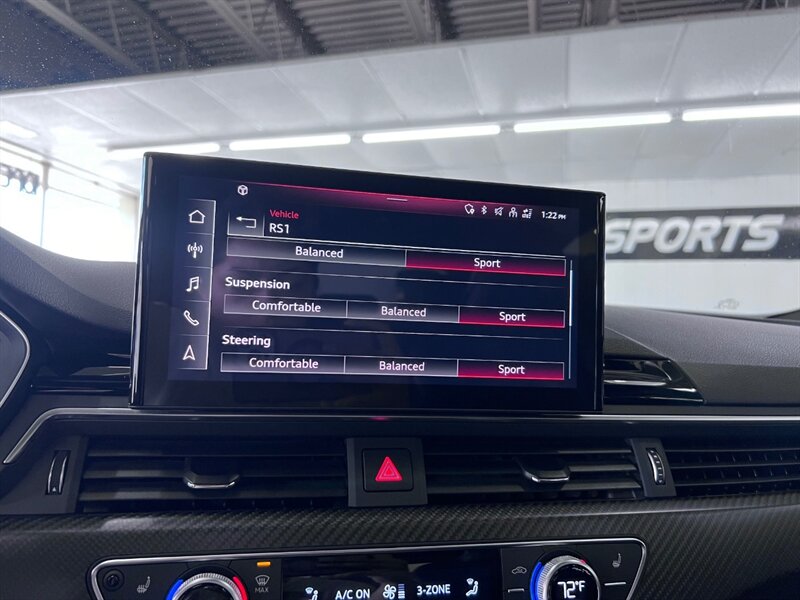 Vehicle
RS1
1:22 PM
Balanced Sport
Suspension
Comfortable Balanced Sport
Steering
Comfortable Balanced Sport
SPORTS
MAX
A/C ON
3-ZONE
72°F